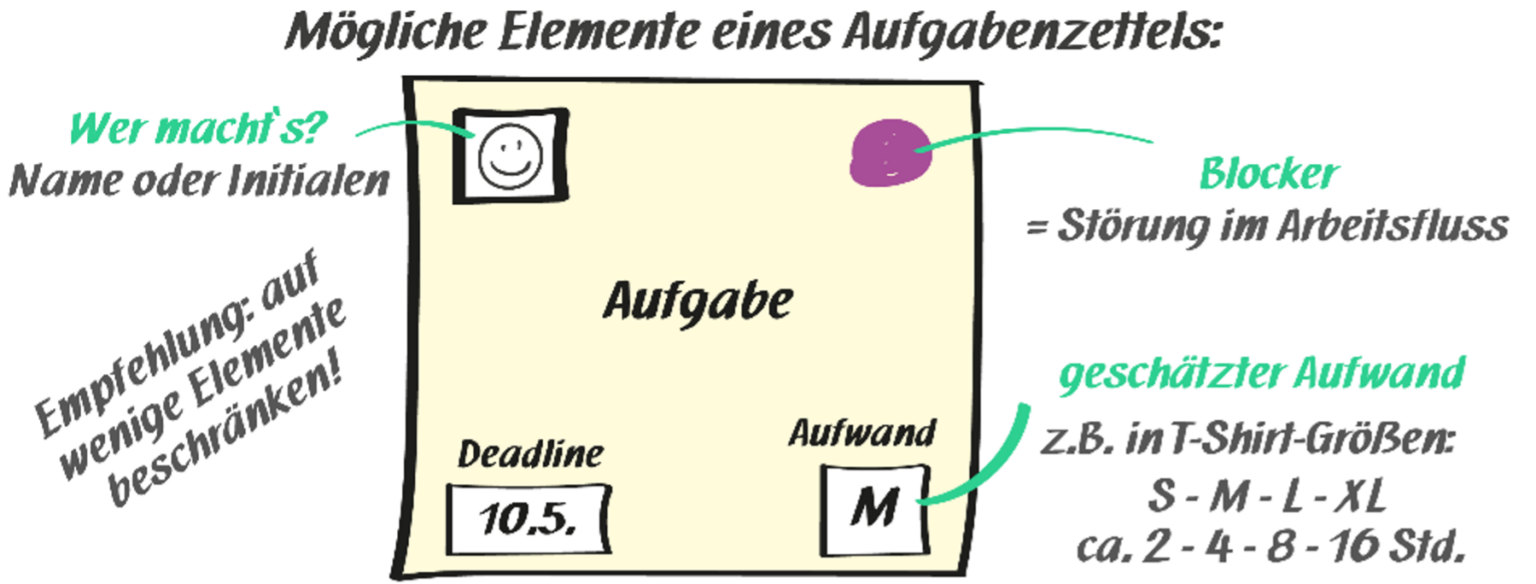 Mögliche Elemente eines Aufgabenzettels:
Wer macht`s?
Name oder Initialen
Blocker
= Störung im Arbeitsfluss
Empfehlung: auf
wenige Elemente
beschränken!
Aufgabe
Deadline
10.5.
Aufwand
M
geschätzter Aufwand
z.B. in T-Shirt-Größen:
S - M - L - XL
ca. 2 - 4 - 8 - 16 Std.